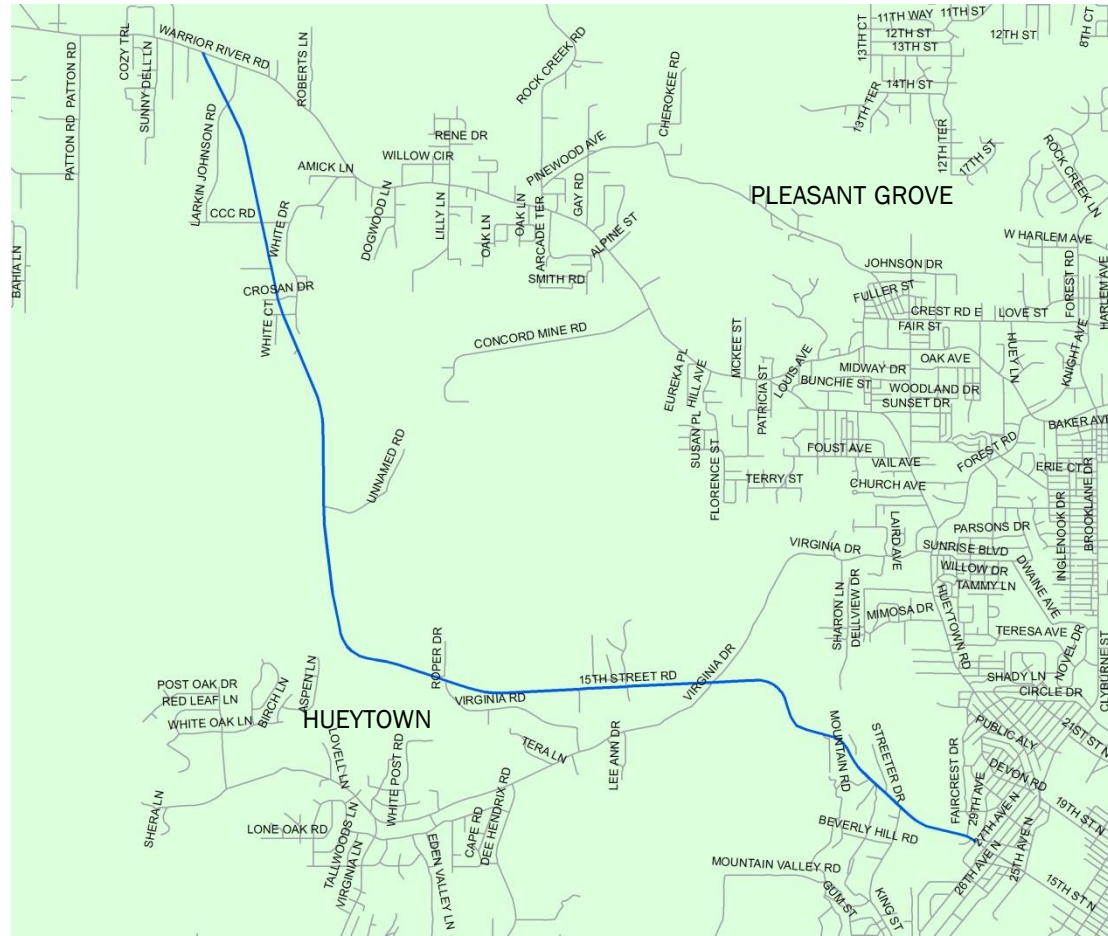 11TH WAY
11TH ST
12TH ST
12TH ST
13TH ST
13TH CT
8TH CT
14TH ST
13TH TER
12TH TER
17TH ST
WARRIOR RIVER RD
COZY TRL
SUNNY DELL LN
PATTON RD
PATTON RD
ROBERTS LN
ROCK CREEK RD
CHEROKEE RD
RENE DR
WILLOW CIR
PINEWOOD AVE
LARKIN JOHNSON RD
AMICK LN
CCC RD
WHITE DR
DOGWOOD LN
LILLY LN
OAK LN
OAK LN
ARCADE TER
GAY RD
ALPINE ST
SMITH RD
PLEASANT GROVE
ROCK CREEK LN
W HARLEM AVE
FOREST RD
HARLEM AVE
BAHIA LN
CROSAN DR
WHITE CT
CONCORD MINE RD
JOHNSON DR
FULLER ST
CREST RD E
LOVE ST
FAIR ST
HUEY LN
KNIGHT AVE
MCKEE ST
LOUIS AVE
OAK AVE
MIDWAY DR
BUNCHIE ST
WOODLAND DR
SUNSET DR
EUREKA PL
HILL AVE
PATRICIA ST
SUSAN PL
FLORENCE ST
BAKER AVE
FOUST AVE
VAIL AVE
FOREST RD
TERRY ST
CHURCH AVE
ERIE CT
UNNAMED RD
INGLENOOK DR
BROOKLANE DR
LAIRD AVE
PARSONS DR
VIRGINIA DR
SUNRISE BLVD
WILLOW DR
TAMMY LN
DWAINE AVE
SHARON LN
DELLVIEW DR
MIMOSA DR
HUEYTOWN RD
TERESA AVE
NOVEL DR
CLYBURNE ST
SHADY LN
CIRCLE DR
ROPER DR
15TH STREET RD
VIRGINIA DR
VIRGINIA RD
POST OAK DR
RED LEAF LN
WHITE OAK LN
BIRCH LN
ASPEN LN
HUEYTOWN
LOVELL LN
WHITE POST RD
TERA LN
LEE ANN DR
MOUNTAIN RD
STREETER DR
PUBLIC ALY
21ST ST N
DEVON RD
FAIRCREST DR
29TH AVE
27TH AVE N
19TH ST N
SHERA LN
LONE OAK RD
TALLWOODS LN
VIRGINIA LN
EDEN VALLEY LN
CAPE RD
DEE HENDRIX RD
BEVERLY HILL RD
MOUNTAIN VALLEY RD
GUM ST
KING ST
26TH AVE N
25TH AVE N
15TH ST N